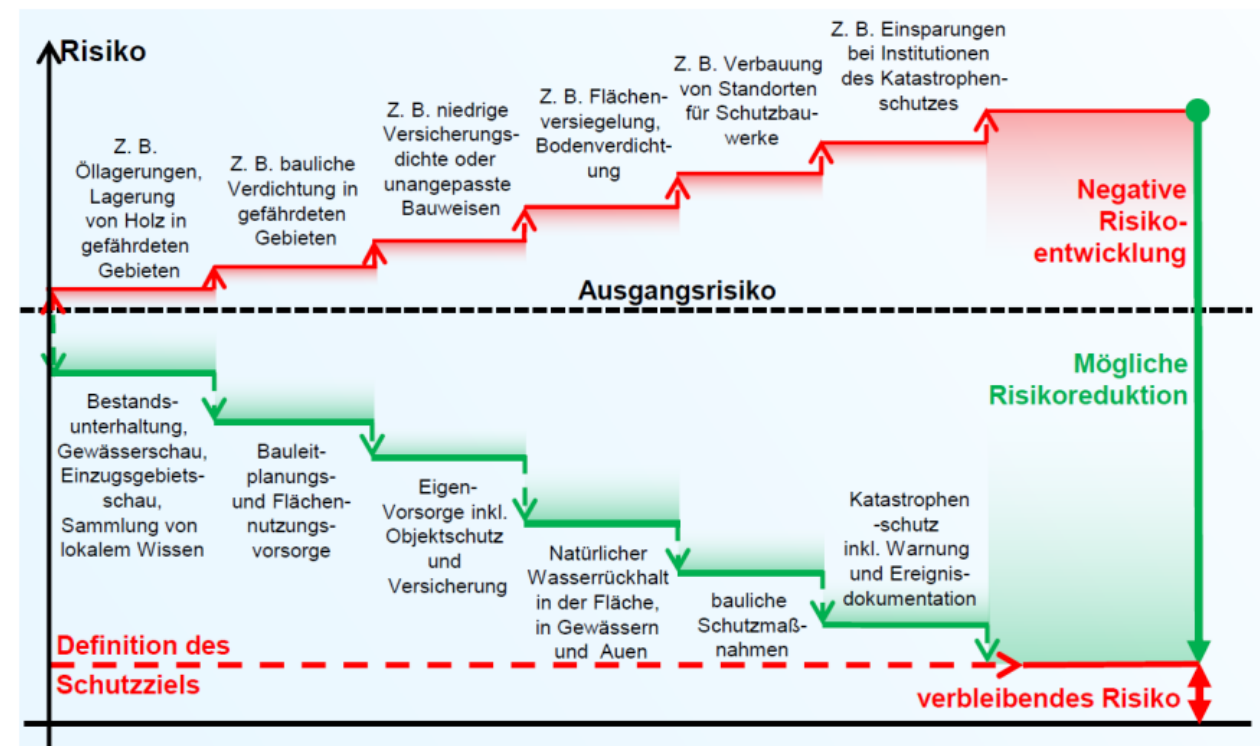 Risiko
Z. B.
Öllagerungen,
Lagerung
von Holz in
gefährdeten
Gebieten
Z. B. bauliche
Verdichtung in
gefährdeten
Gebieten
Z. B. niedrige
Versicherungs-
dichte oder
unangepasste
Bauweisen
Z. B. Flächen-
versiegelung,
Bodenverdicht-
ung
Z. B. Verbauung
von Standorten
für Schutzbau-
werke
Z. B. Einsparungen
bei Institutionen
des Katastrophen-
schutzes
Negative
Risiko-
entwicklung
Ausgangsrisiko
Mögliche
Risikoreduktion
Bestands-
unterhaltung,
Gewässerschau,
Einzugsgebiets-
schau,
Sammlung von
lokalem Wissen
Bauleit-
planungs-
und Flächen-
nutzungs-
vorsorge
Eigen-
Vorsorge inkl.
Objektschutz
und
Versicherung
Natürlicher
Wasserrückhalt
in der Fläche,
in Gewässern
und Auen
bauliche
Schutzmaß-
nahmen
Katastrophen
-schutz
inkl. Warnung
und Ereignis-
dokumentation
Definition des
Schutzziels
verbleibendes Risiko